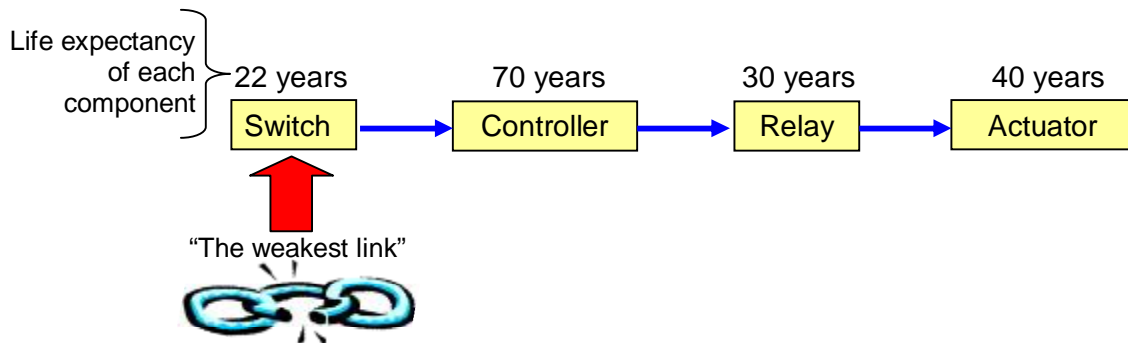 Life expectancy
of each
component
22 years
70 years
30 years
40 years
Switch
Controller
Relay
Actuator
“The weakest link”